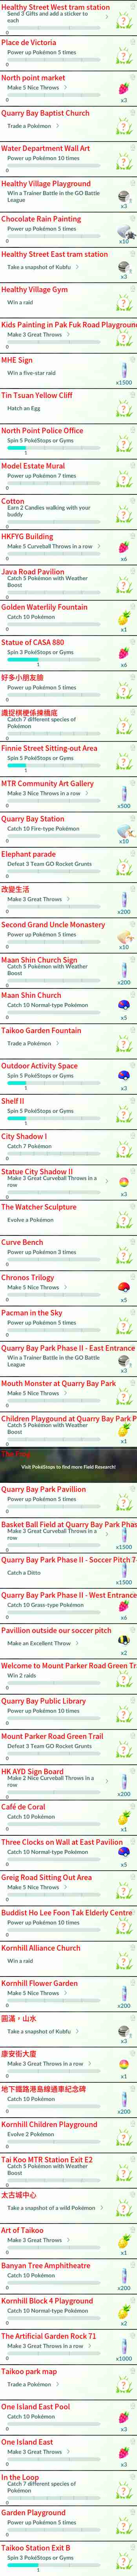 Healthy Street West tram station
Send 3 Gifts and add a sticker to
each
0
Place de Victoria
Power up Pokémon 5 times
0
North point market
Make 5 Nice Throws >
x3
0
Quarry Bay Baptist Church
Trade a Pokémon >
0
Water Department Wall Art
Power up Pokémon 10 times
0
Healthy Village Playground
Win a Trainer Battle in the GO Battle
League
x3
0
Chocolate Rain Painting
Power up Pokémon 5 times
x10
0
Healthy Street East tram station
Take a snapshot of Kubfu >
x3
0
Healthy Village Gym
Win a raid
0
Kids Painting in Pak Fuk Road Playground
Make 3 Great Throws >
0
MHE Sign
Win a five-star raid
x1500
0
Tin Tsuan Yellow Cliff
Hatch an Egg
0
North Point Police Office
Spin 5 PokéStops or Gyms
1
Model Estate Mural
Power up Pokémon 7 times
0
Cotton
Earn 2 Candies walking with your
buddy
0
HKFYG Building
Make 5 Curveball Throws in a row >
x6
0
Java Road Pavilion
Catch 5 Pokémon with Weather
Boost
0
Golden Waterlily Fountain
Catch 10 Pokémon
x1
0
Statue of CASA 880
Spin 3 PokéStops or Gyms
x6
1
好多小朋友臉
Power up Pokémon 5 times
0
Catch 7 different species of
Pokémon
0
Finnie Street Sitting-out Area
Spin 5 PokéStops or Gyms
1
MTR Community Art Gallery
Make 3 Nice Throws in a row >
x500
0
Quarry Bay Station
Catch 10 Fire-type Pokémon
x10
0
Elephant parade
Defeat 3 Team GO Rocket Grunts
0
改變生活
Make 3 Great Throws >
x200
0
Second Grand Uncle Monastery
Power up Pokémon 5 times
x10
0
Maan Shin Church Sign
Catch 5 Pokémon with Weather
Boost
x200
0
Maan Shin Church
Catch 10 Normal-type Pokémon
x5
0
Taikoo Garden Fountain
Trade a Pokémon >
0
Outdoor Activity Space
Spin 5 PokéStops or Gyms
x3
1
Shelf II
Spin 5 PokéStops or Gyms
1
City Shadow I
Catch 7 Pokémon
0
Statue City Shadow II
Make 3 Great Curveball Throws in a
row
x3
0
The Watcher Sculpture
Evolve a Pokémon
0
Curve Bench
Power up Pokémon 3 times
0
Chronos Trilogy
Make 5 Nice Throws >
x5
0
Pacman in the Sky
Power up Pokémon 5 times
0
Quarry Bay Park Phase II - East Entrance
Win a Trainer Battle in the GO Battle
League
x3
0
Mouth Monster at Quarry Bay Park
Make 5 Nice Throws >
0
Children Playgound at Quarry Bay Park P
Catch 5 Pokémon with Weather
Boost
x1
0
Visit PokéStops to find more Field Research!
Quarry Bay Park Pavillion
Power up Pokémon 5 times
0
Basket Ball Field at Quarry Bay Park Phas
Make 3 Great Curveball Throws in a
row
x1500
0
Quarry Bay Park Phase II - Soccer Pitch 7-
Catch a Ditto
x1500
0
Quarry Bay Park Phase II - West Entrance
Catch 10 Grass-type Pokémon
x6
0
Pavillion outside our soccer pitch
Make an Excellent Throw >
x2
0
Welcome to Mount Parker Road Green Tr
Win 2 raids
0
Quarry Bay Public Library
Power up Pokémon 10 times
0
Mount Parker Road Green Trail
Defeat 3 Team GO Rocket Grunts
0
HK AYD Sign Board
Make 2 Nice Curveball Throws in a
row
x200
0
Café de Coral
Catch 10 Pokémon
x1
0
Three Clocks on Wall at East Pavilion
Catch 10 Normal-type Pokémon
x5
0
Greig Road Sitting Out Area
Make 5 Nice Throws >
0
Buddist Ho Lee Foon Tak Elderly Centre
Power up Pokémon 10 times
0
Kornhill Alliance Church
Win a raid
0
Kornhill Flower Garden
Make 5 Nice Throws >
x200
0
圓滿，山水
Take a snapshot of Kubfu >
x3
0
康安街大廈
Make 3 Great Throws in a row >
x1
0
地下鐵路港島線通車紀念碑
Catch 10 Pokémon
x200
0
Kornhill Children Playground
Evolve 2 Pokémon
0
Tai Koo MTR Station Exit E2
Catch 5 Pokémon with Weather
Boost
0
太古城中心
Take a snapshot of a wild Pokémon >
0
Art of Taikoo
Make 3 Great Throws >
x1
0
Banyan Tree Amphitheatre
Catch 10 Pokémon
x200
0
Kornhill Block 4 Playground
Catch 10 Normal-type Pokémon
x2
0
The Artificial Garden Rock 71
Make 3 Great Throws in a row >
x1000
0
Taikoo park map
Trade a Pokémon >
0
One Island East Pool
Catch 10 Pokémon
x3
0
One Island East
Make 3 Great Throws >
x3
0
In the Loop
Catch 7 different species of
Pokémon
0
Garden Playground
Power up Pokémon 5 times
0
Taikoo Station Exit B
Spin 3 PokéStops or Gyms
1